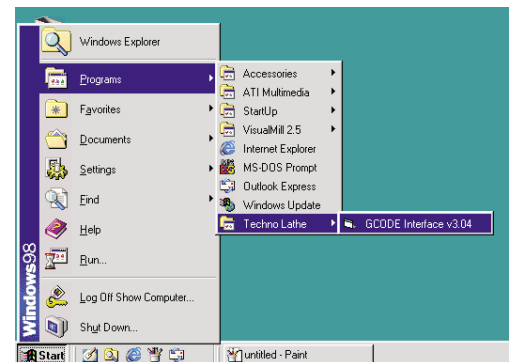 Windows Explorer
Programs
Favorites
Documents
Settings
Find
Help
Run...
Log Off Show Computer...
Shut Down...
Windows98
Accessories
ATI Multimedia
StartUp
VisualMill 2.5
Internet Explorer
MS-DOS Prompt
Outlook Express
Windows Update
Techno Lathe
GCODE Interface v3.04
Start
untitled - Paint